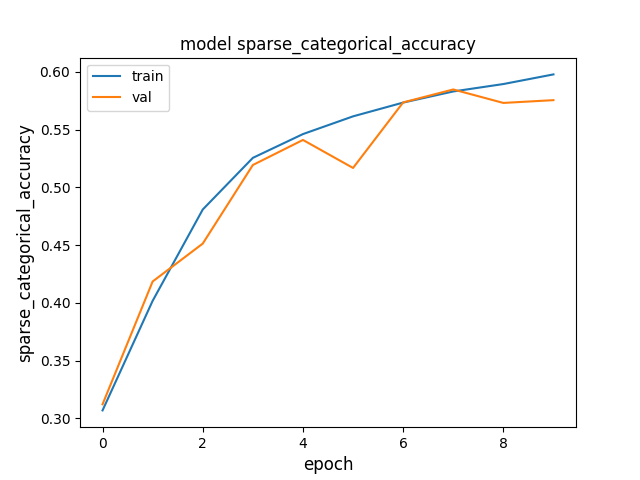 model sparse_categorical_accuracy
train
val
sparse_categorical_accuracy
0.60
0.55
0.50
0.45
0.40
0.35
0.30
0 2 4 6 8
epoch